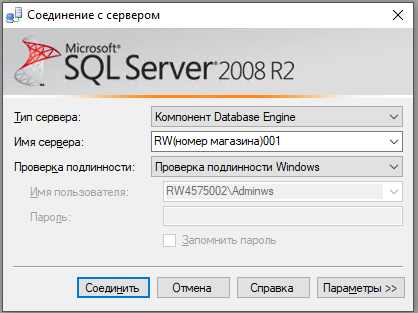 Соединение с сервером
Microsoft®
SQL Server® 2008 R2
Тип сервера: Компонент Database Engine
Имя сервера: RW(номер магазина)001
Проверка подлинности: Проверка подлинности Windows
Имя пользователя: RW4575002\Adminws
Пароль:
Запомнить пароль
Соединить Отмена Справка Параметры >>